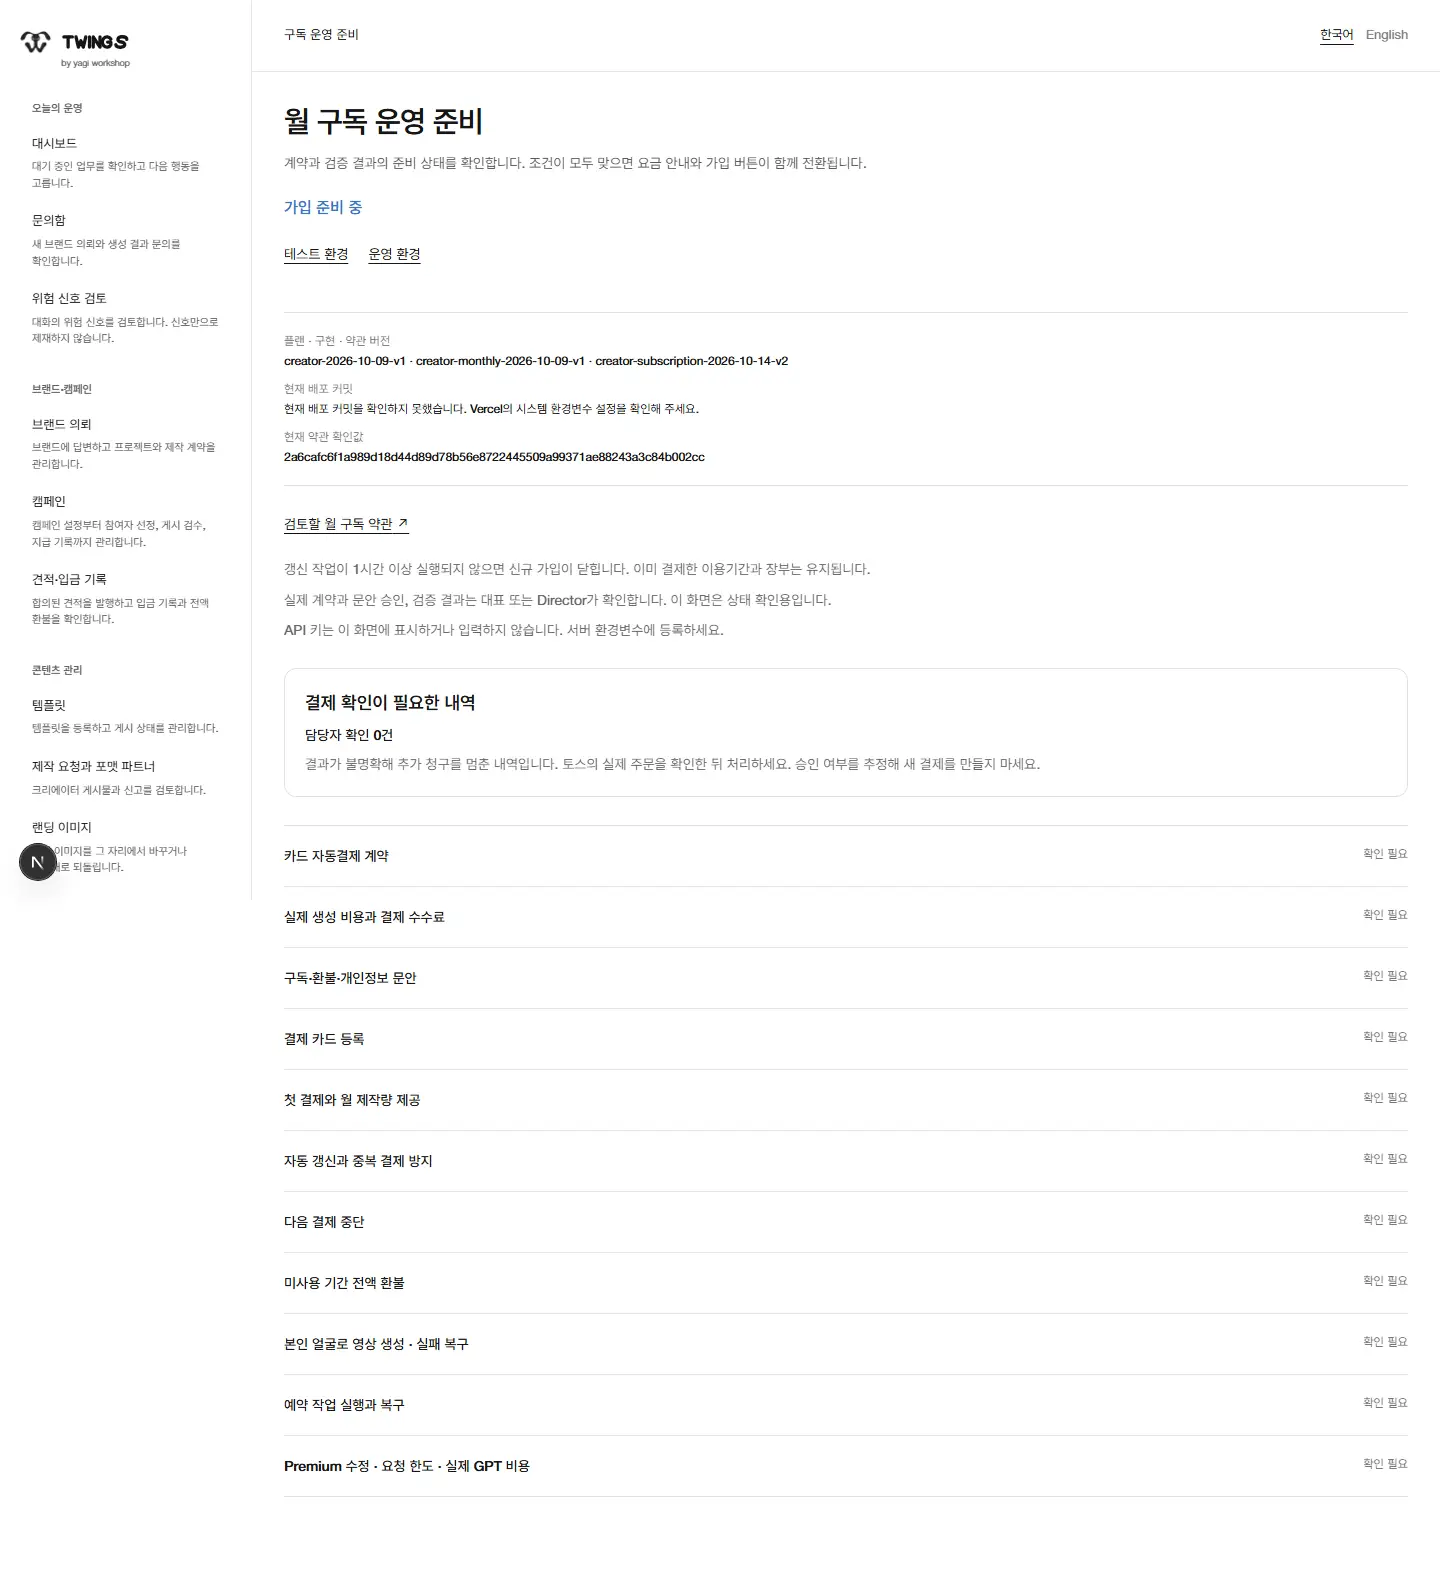 TWINGS
by yagi workshop
오늘의 운영
대시보드
대기 중인 업무를 확인하고 다음 행동을
고릅니다.
문의함
새 브랜드 의뢰와 생성 결과 문의를
확인합니다.
위험 신호 검토
대화의 위험 신호를 검토합니다. 신호만으로
제재하지 않습니다.
브랜드·캠페인
브랜드 의뢰
브랜드에 답변하고 프로젝트와 제작 계약을
관리합니다.
캠페인
캠페인 설정부터 참여자 선정, 게시 검수,
지급 기록까지 관리합니다.
견적·입금 기록
합의된 견적을 발행하고 입금 기록과 전액
환불을 확인합니다.
콘텐츠 관리
템플릿
템플릿을 등록하고 게시 상태를 관리합니다.
제작 요청과 포맷 파트너
크리에이터 게시물과 신고를 검토합니다.
랜딩 이미지
이미지를 그 자리에서 바꾸거나
되돌립니다.
N
구독 운영 준비
한국어 English
월 구독 운영 준비
계약과 검증 결과의 준비 상태를 확인합니다. 조건이 모두 맞으면 요금 안내와 가입 버튼이 함께 전환됩니다.
가입 준비 중
테스트 환경 운영 환경
플랜 · 구현 · 약관 버전
creator-2026-10-09-v1 · creator-monthly-2026-10-09-v1 · creator-subscription-2026-10-14-v2
현재 배포 커밋
현재 배포 커밋을 확인하지 못했습니다. Vercel의 시스템 환경변수 설정을 확인해 주세요.
현재 약관 확인값
2a6cafc6f1a989d18d44d89d78b56e8722445509a99371ae88243a3c84b002cc
검토할 월 구독 약관 ↗
갱신 작업이 1시간 이상 실행되지 않으면 신규 가입이 닫힙니다. 이미 결제한 이용기간과 장부는 유지됩니다.
실제 계약과 문안 승인, 검증 결과는 대표 또는 Director가 확인합니다. 이 화면은 상태 확인용입니다.
API 키는 이 화면에 표시하거나 입력하지 않습니다. 서버 환경변수에 등록하세요.
결제 확인이 필요한 내역
담당자 확인 0건
결과가 불명확해 추가 청구를 멈춘 내역입니다. 토스의 실제 주문을 확인한 뒤 처리하세요. 승인 여부를 추정해 새 결제를 만들지 마세요.
카드 자동결제 계약 확인 필요
실제 생성 비용과 결제 수수료 확인 필요
구독·환불·개인정보 문안 확인 필요
결제 카드 등록 확인 필요
첫 결제와 월 제작량 제공 확인 필요
자동 갱신과 중복 결제 방지 확인 필요
다음 결제 중단 확인 필요
미사용 기간 전액 환불 확인 필요
본인 얼굴로 영상 생성 · 실패 복구 확인 필요
예약 작업 실행과 복구 확인 필요
Premium 수정 · 요청 한도 · 실제 GPT 비용 확인 필요